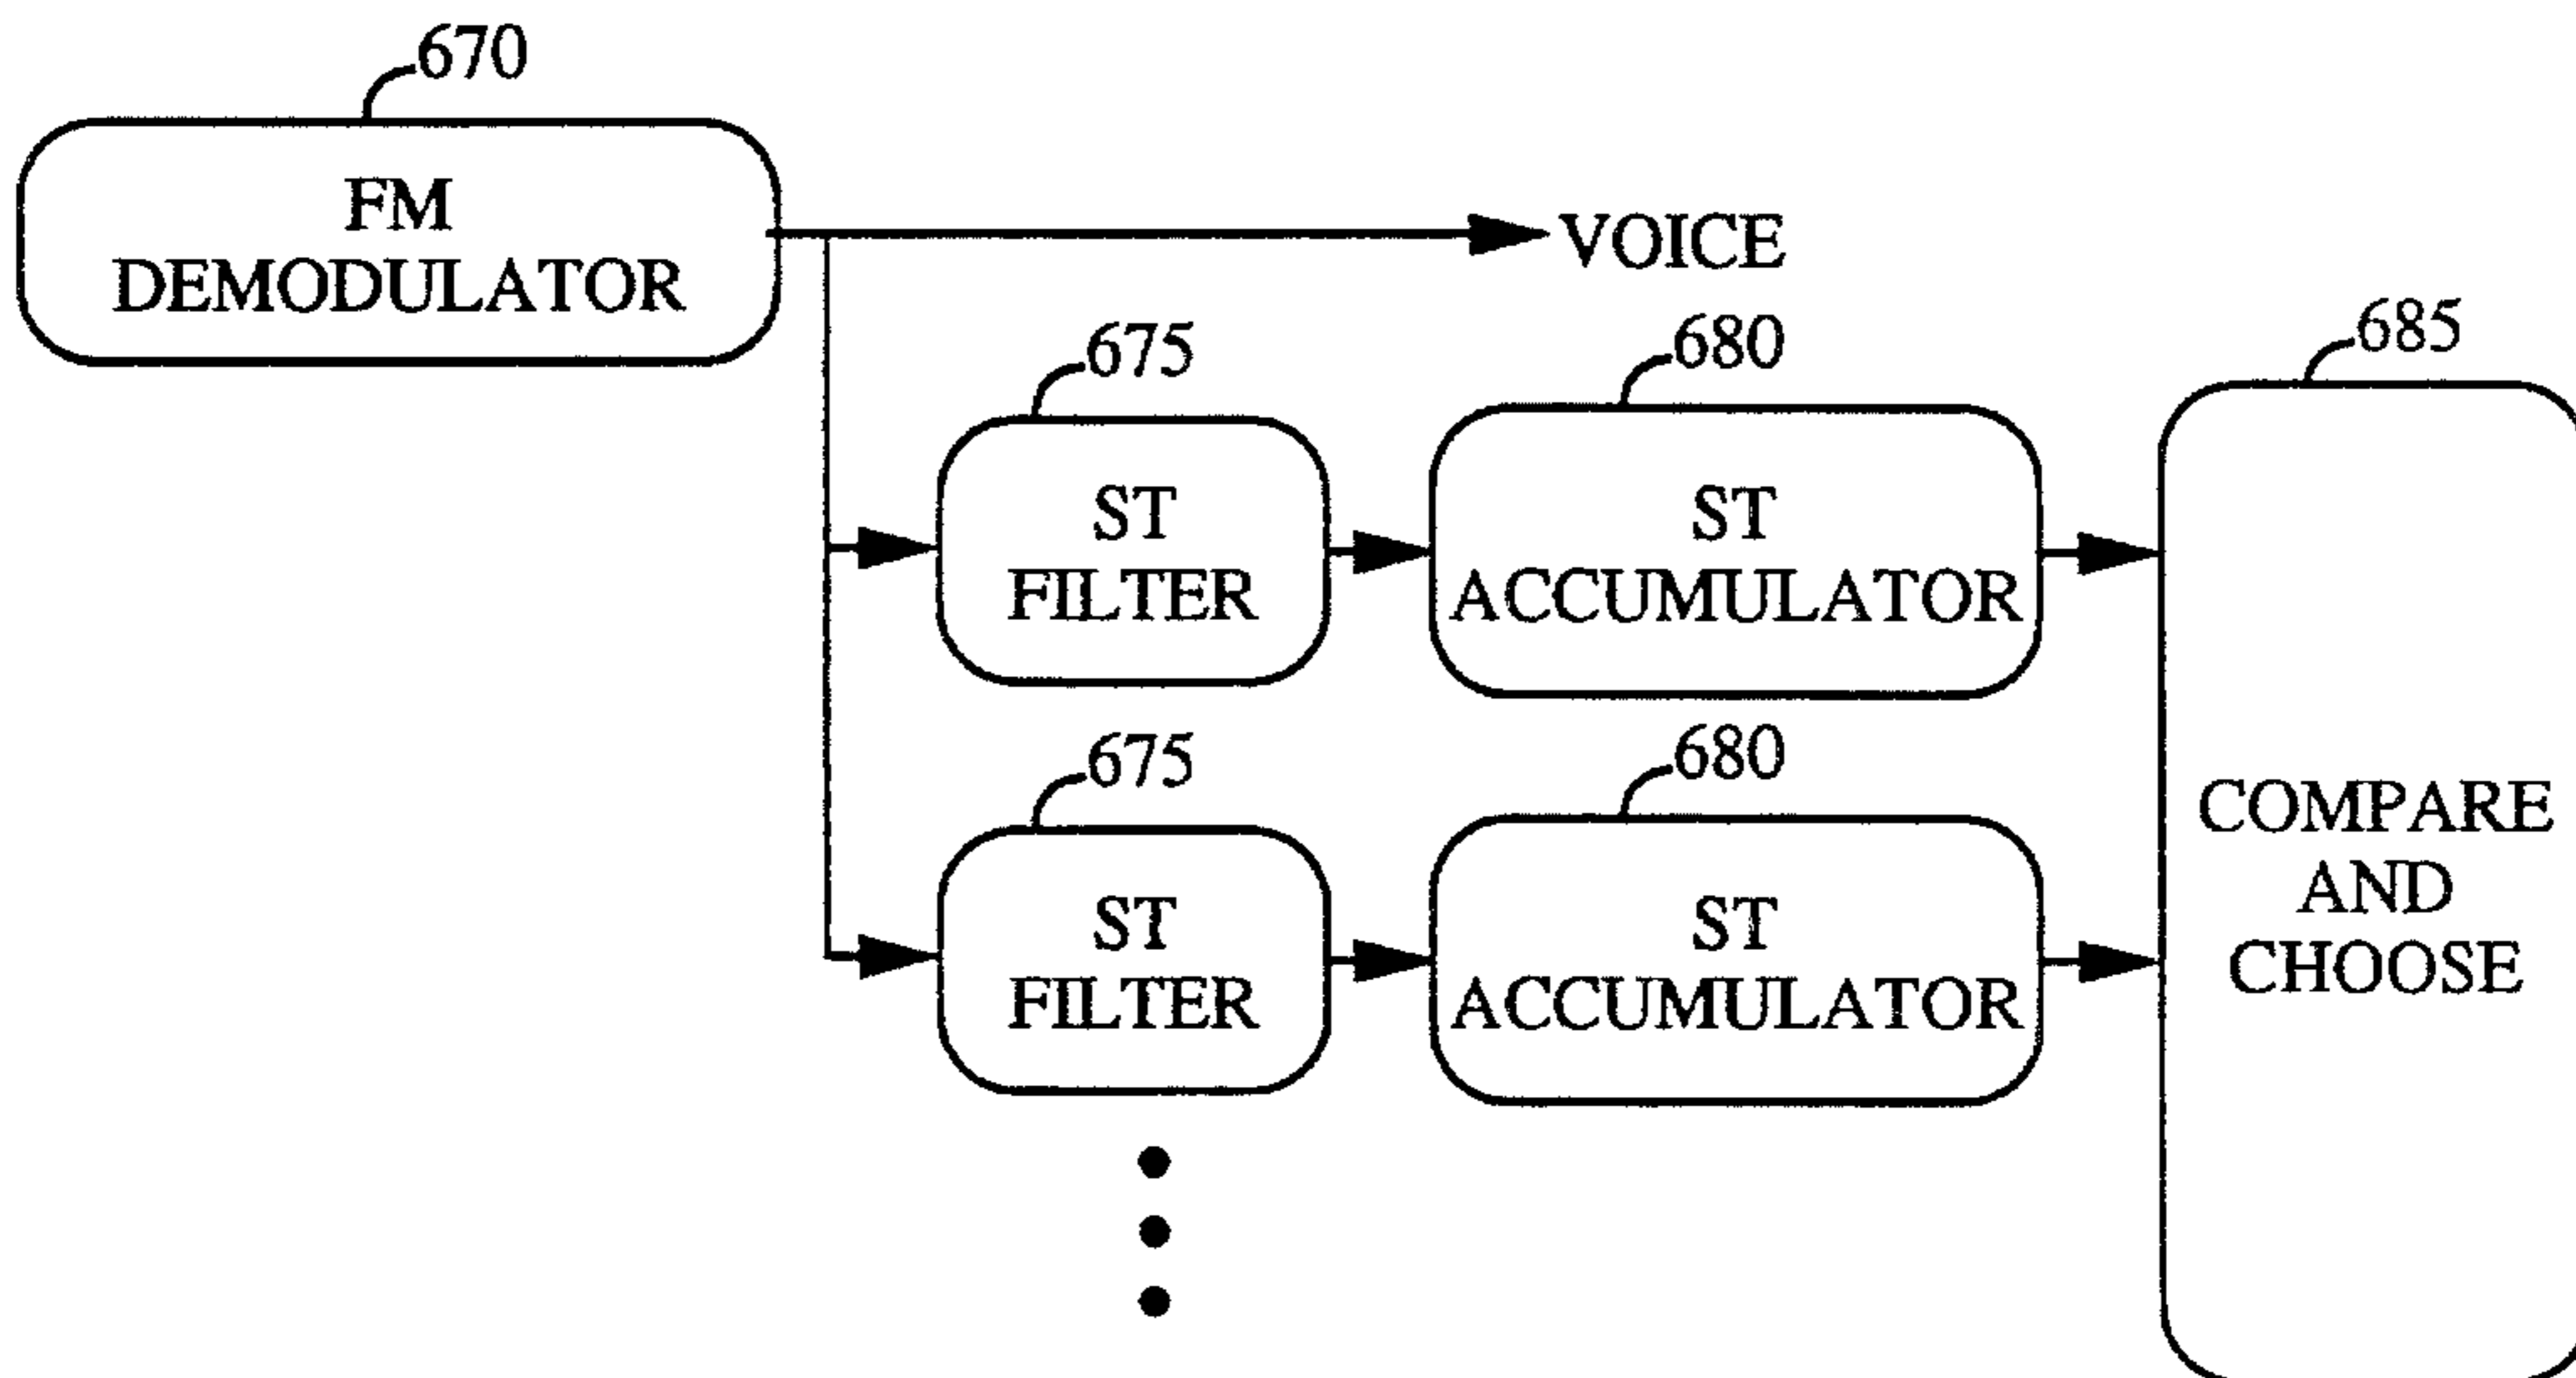 670
FM
DEMODULATOR
VOICE
675
680
685
ST
FILTER
ST
ACCUMULATOR
675
680
ST
FILTER
ST
ACCUMULATOR
COMPARE
AND
CHOOSE